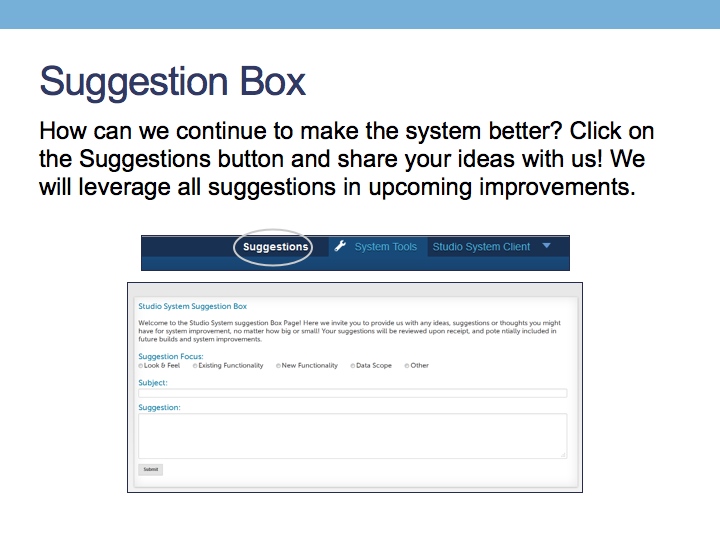 Suggestion Box
How can we continue to make the system better? Click on
the Suggestions button and share your ideas with us! We
will leverage all suggestions in upcoming improvements.
Suggestions System Tools Studio System Client
Studio System Suggestion Box
Welcome to the Studio System suggestion Box Page! Here we invite you to provide us with any ideas, suggestions or thoughts you might
have for system improvement, no matter how big or small! Your suggestions will be reviewed upon receipt, and pote ntially included in
future builds and system improvements.
Suggestion Focus:
Look & Feel Existing Functionality New Functionality Data Scope Other
Subject:
Suggestion:
Submit